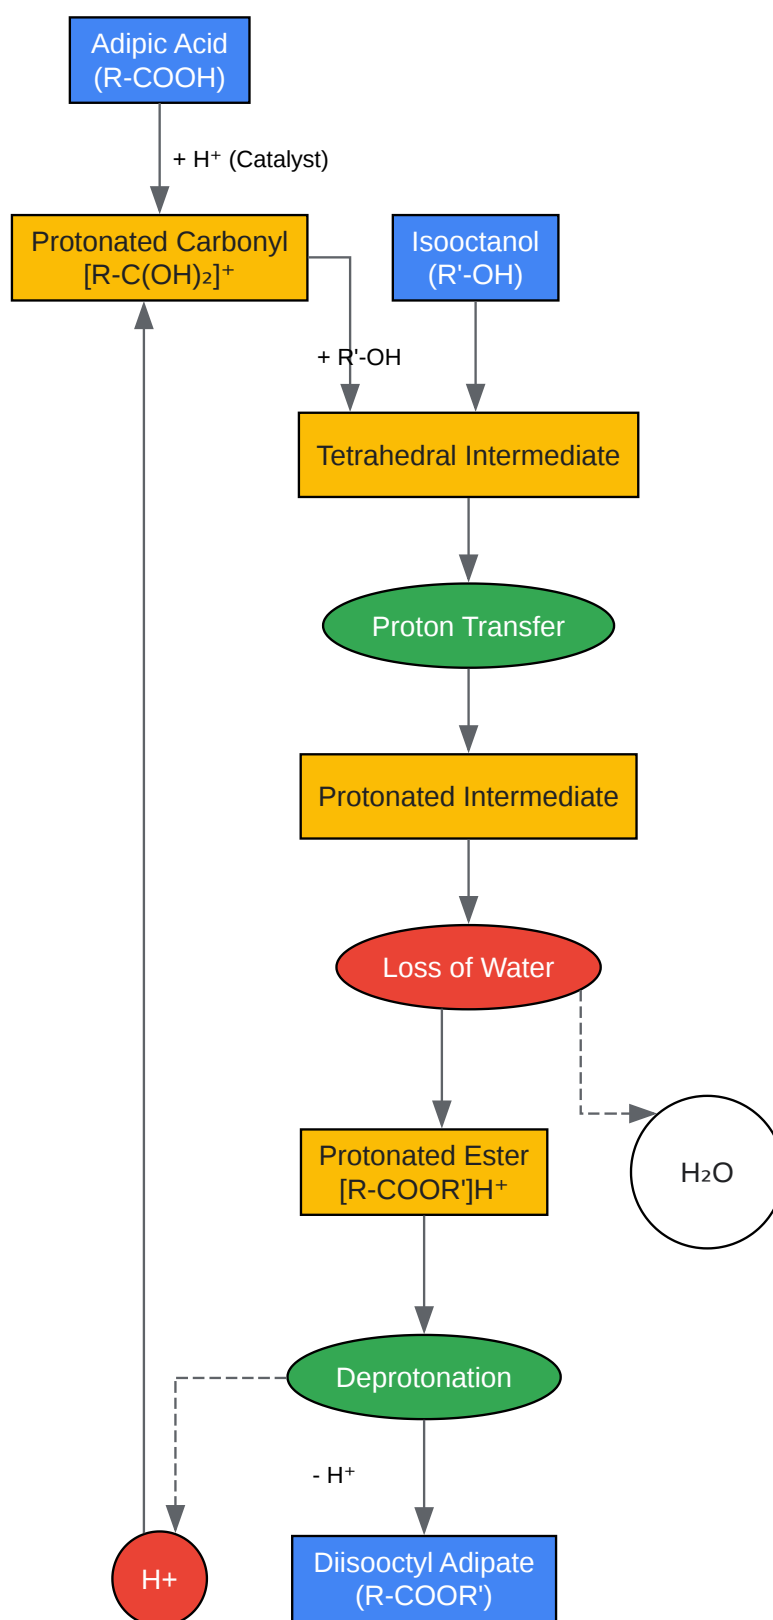 Adipic Acid
(R-COOH)
+ H⁺ (Catalyst)
Protonated Carbonyl
[R-C(OH)₂]⁺
Isooctanol
(R'-OH)
+ R'-OH
Tetrahedral Intermediate
Proton Transfer
Protonated Intermediate
Loss of Water
Protonated Ester
[R-COOR']H⁺
H₂O
Deprotonation
- H⁺
H+
Diisooctyl Adipate
(R-COOR')